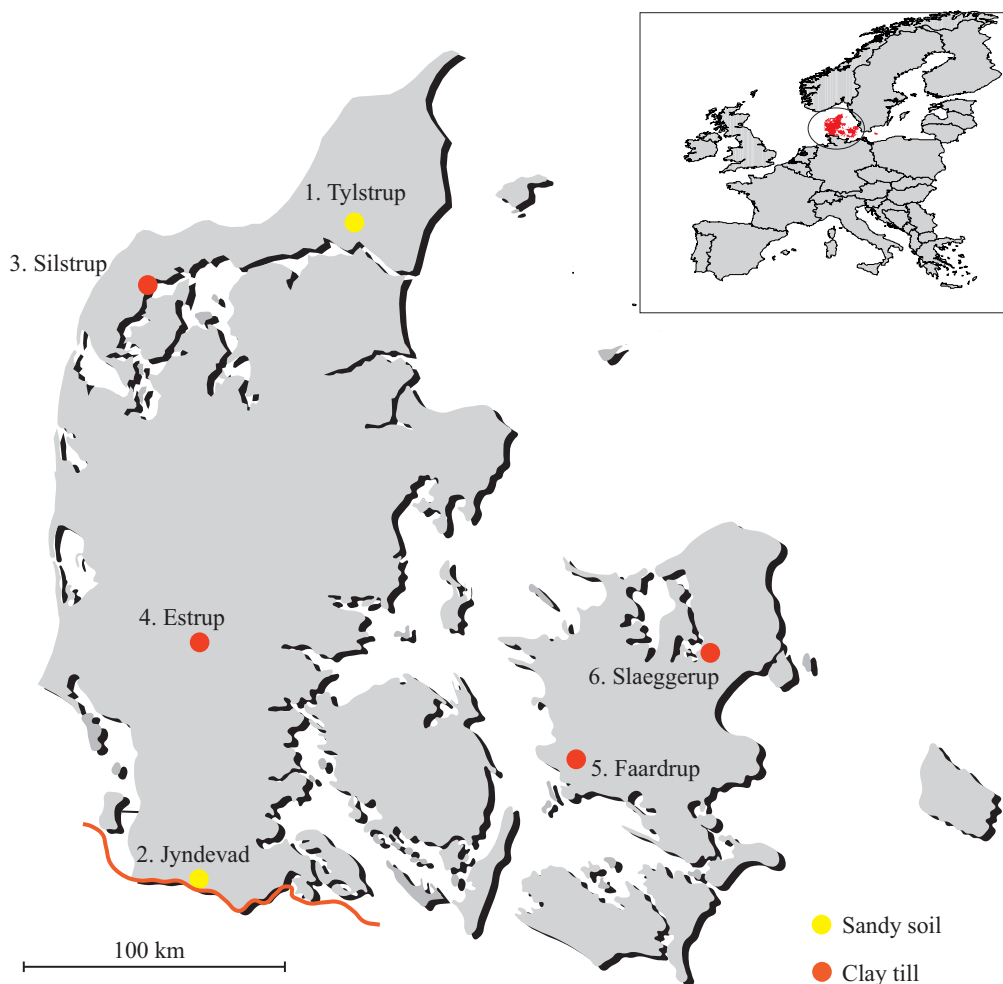 1. Tylstrup
3. Silstrup
4. Estrup
6. Slaeggerup
5. Faardrup
2. Jyndevad
100 km
Sandy soil
Clay till